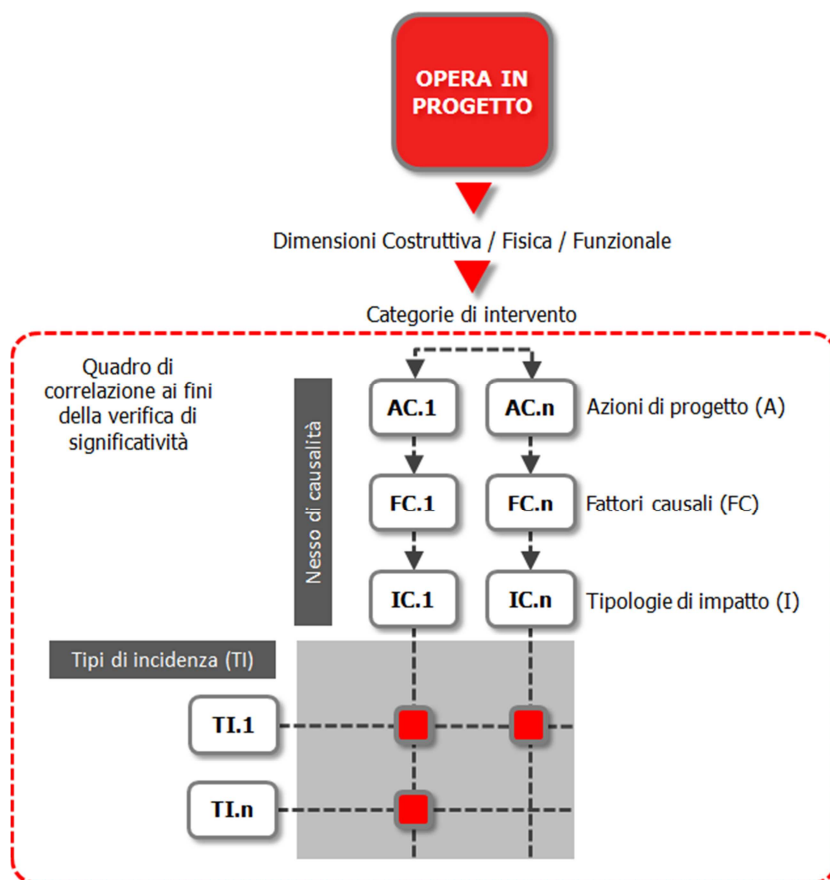 OPERA IN
PROGETTO
Dimensioni Costruttiva / Fisica / Funzionale
Categorie di intervento
Quadro di
correlazione ai fini
della verifica di
significatività
Nesso di causalità
AC.1
AC.n
Azioni di progetto (A)
FC.1
FC.n
Fattori causali (FC)
IC.1
IC.n
Tipologie di impatto (I)
Tipi di incidenza (TI)
TI.1
TI.n